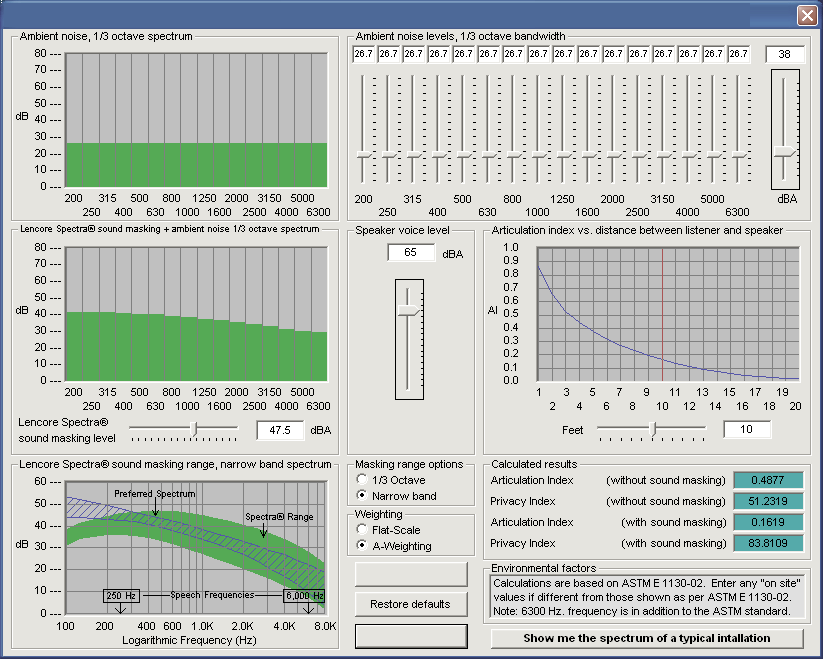 Ambient noise, 1/3 octave spectrum
80
70
60
50
40
30
20
10
0
dB
200 315 500 800 1250 2000 3150 5000
250 400 630 1000 1600 2500 4000 6300
Ambient noise levels, 1/3 octave bandwidth
26.7 26.7 26.7 26.7 26.7 26.7 26.7 26.7 26.7 26.7 26.7 26.7 26.7 26.7 26.7 26.7 38
200 315 500 800 1250 2000 3150 5000 dBA
250 400 630 1000 1600 2500 4000 6300
Lencore Spectra® sound masking + ambient noise 1/3 octave spectrum
80
70
60
50
40
30
20
10
0
dB
200 315 500 800 1250 2000 3150 5000
250 400 630 1000 1600 2500 4000 6300
Lencore Spectra®
sound masking level
47.5 dBA
Speaker voice level
65 dBA
Articulation index vs. distance between listener and speaker
1.0
0.9
0.8
0.7
0.6
0.5
0.4
0.3
0.2
0.1
0.0
AI
1 3 5 7 9 11 13 15 17 19
2 4 6 8 10 12 14 16 18 20
Feet 10
Lencore Spectra® sound masking range, narrow band spectrum
60
50
40
30
20
10
0
dB
Preferred Spectrum
Spectra® Range
250 Hz Speech Frequencies 6,000 Hz
100 200 400 600 1.0K 2.0K 4.0K 8.0K
Logarithmic Frequency (Hz)
Masking range options
1/3 Octave
Narrow band
Weighting
Flat-Scale
A-Weighting
Restore defaults
Calculated results
Articulation Index (without sound masking) 0.4877
Privacy Index (without sound masking) 51.2319
Articulation Index (with sound masking) 0.1619
Privacy Index (with sound masking) 83.8109
Environmental factors
Calculations are based on ASTM E 1130-02. Enter any "on site"
values if different from those shown as per ASTM E 1130-02.
Note: 6300 Hz. frequency is in addition to the ASTM standard.
Show me the spectrum of a typical intallation